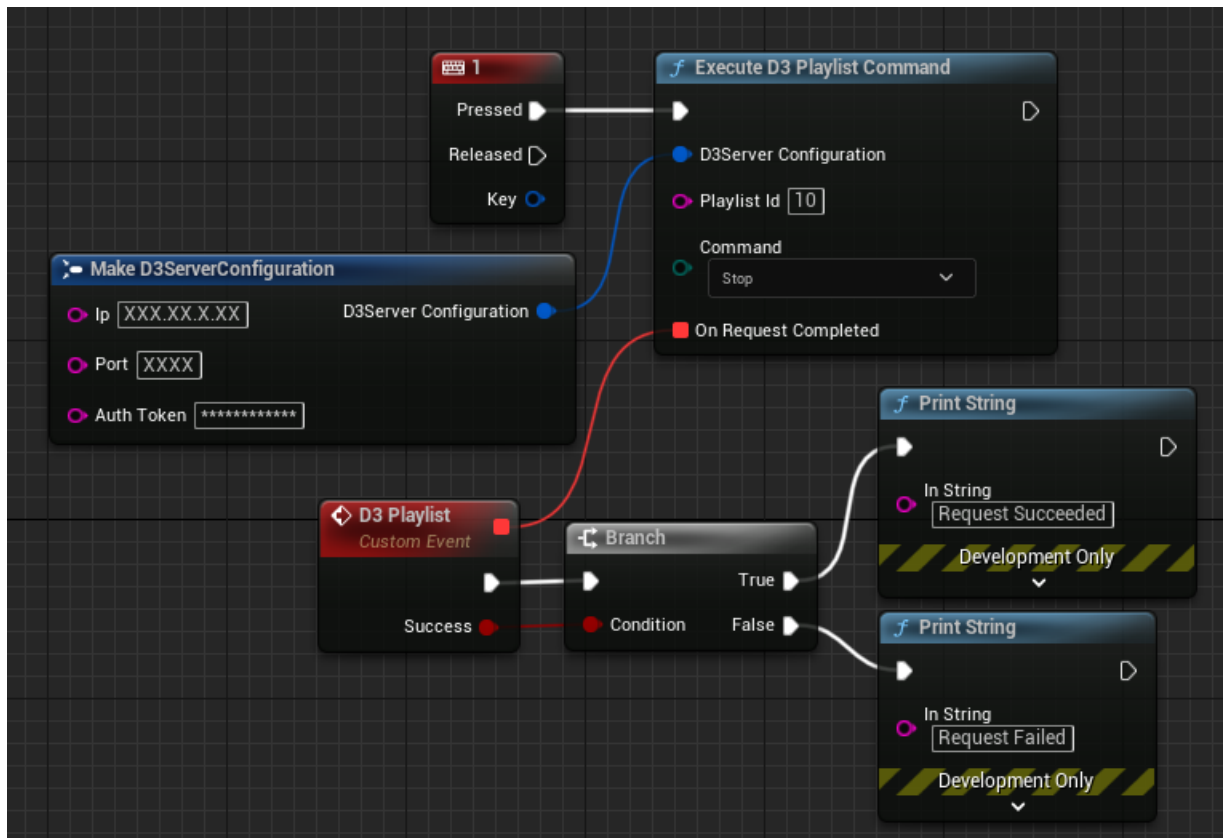 1
Pressed
Released
Key
Execute D3 Playlist Command
D3Server Configuration
Playlist Id 10
Command
Stop
On Request Completed
Make D3ServerConfiguration
Ip XXX.XX.X.XX
D3Server Configuration
Port XXXX
Auth Token ************
D3 Playlist
Custom Event
Success
Branch
True
Condition
False
Print String
In String
Request Succeeded
Development Only
Print String
In String
Request Failed
Development Only